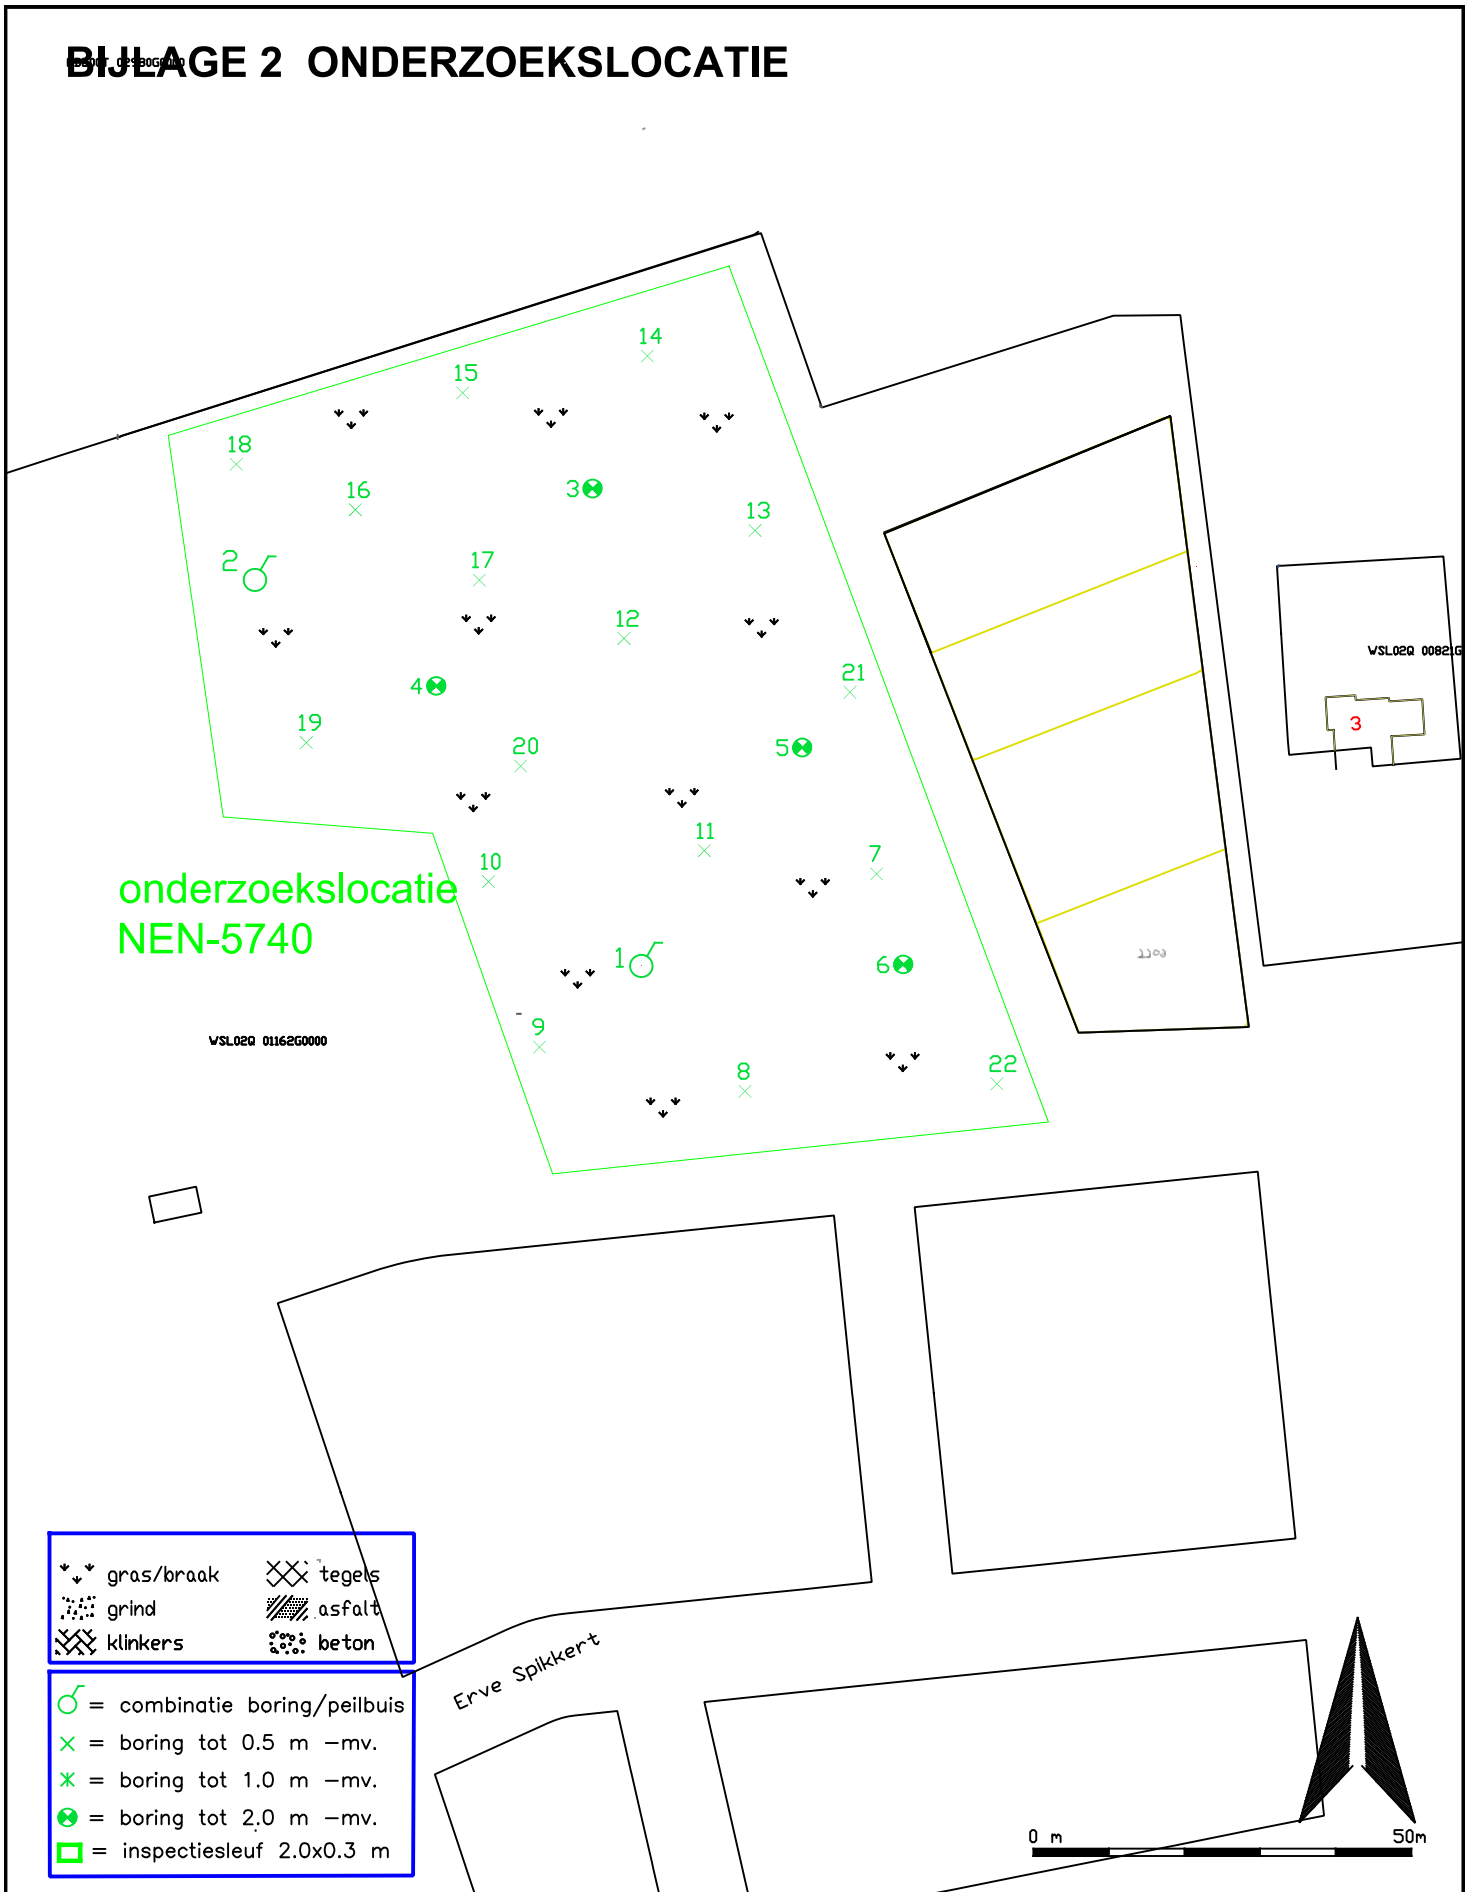 BIJLAGE 2 ONDERZOEKSLOCATIE
14
15
18
16
3
13
2
17
12
21
4
19
20
5
3
WSL02Q 00821G
11
7
10
onderzoekslocatie
NEN-5740
1
6
9
WSL02Q 01162G0000
8
22
gras/braak
tegels
grind
asfalt
klinkers
beton
Erve Spikkert
= combinatie boring/peilbuis
= boring tot 0.5 m -mv.
= boring tot 1.0 m -mv.
= boring tot 2.0 m -mv.
= inspectiesleuf 2.0x0.3 m
0 m
50m